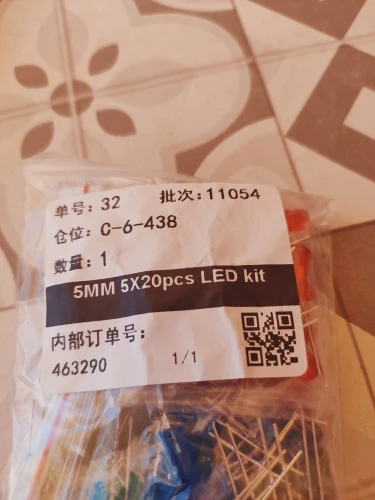 单号：32 批次：11054
仓位：C-6-438
数量：1
5MM 5X20pcs LED kit
内部订单号：
463290 1/1